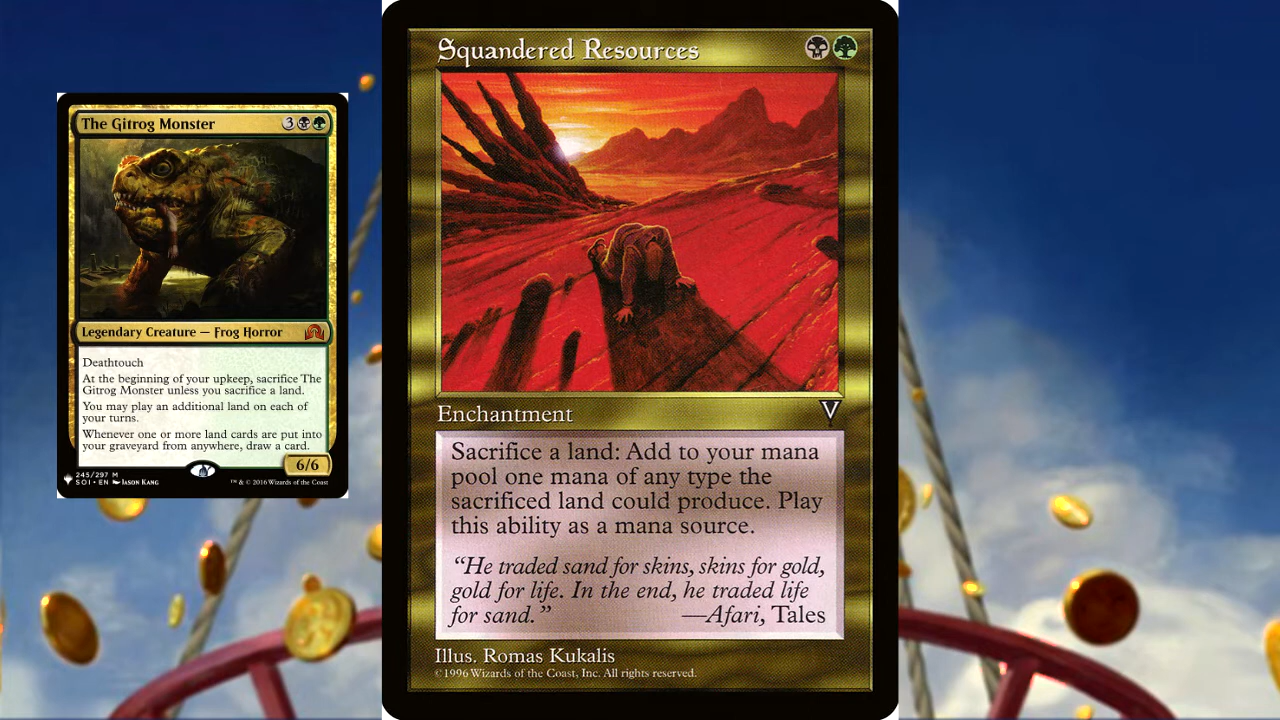 The Gitrog Monster
3
Legendary Creature — Frog Horror
Deathtouch
At the beginning of your upkeep, sacrifice The
Gitrog Monster unless you sacrifice a land.
You may play an additional land on each of
your turns.
Whenever one or more land cards are put into
your graveyard from anywhere, draw a card.
6/6
245/297 M
SOI • EN JASON KANG
™ & © 2016 Wizards of the Coast
Squandered Resources
Enchantment
V
Sacrifice a land: Add to your mana
pool one mana of any type the
sacrificed land could produce. Play
this ability as a mana source.
“He traded sand for skins, skins for gold,
gold for life. In the end, he traded life
for sand.” —Afari, Tales
Illus. Romas Kukalis
©1996 Wizards of the Coast, Inc. All rights reserved.